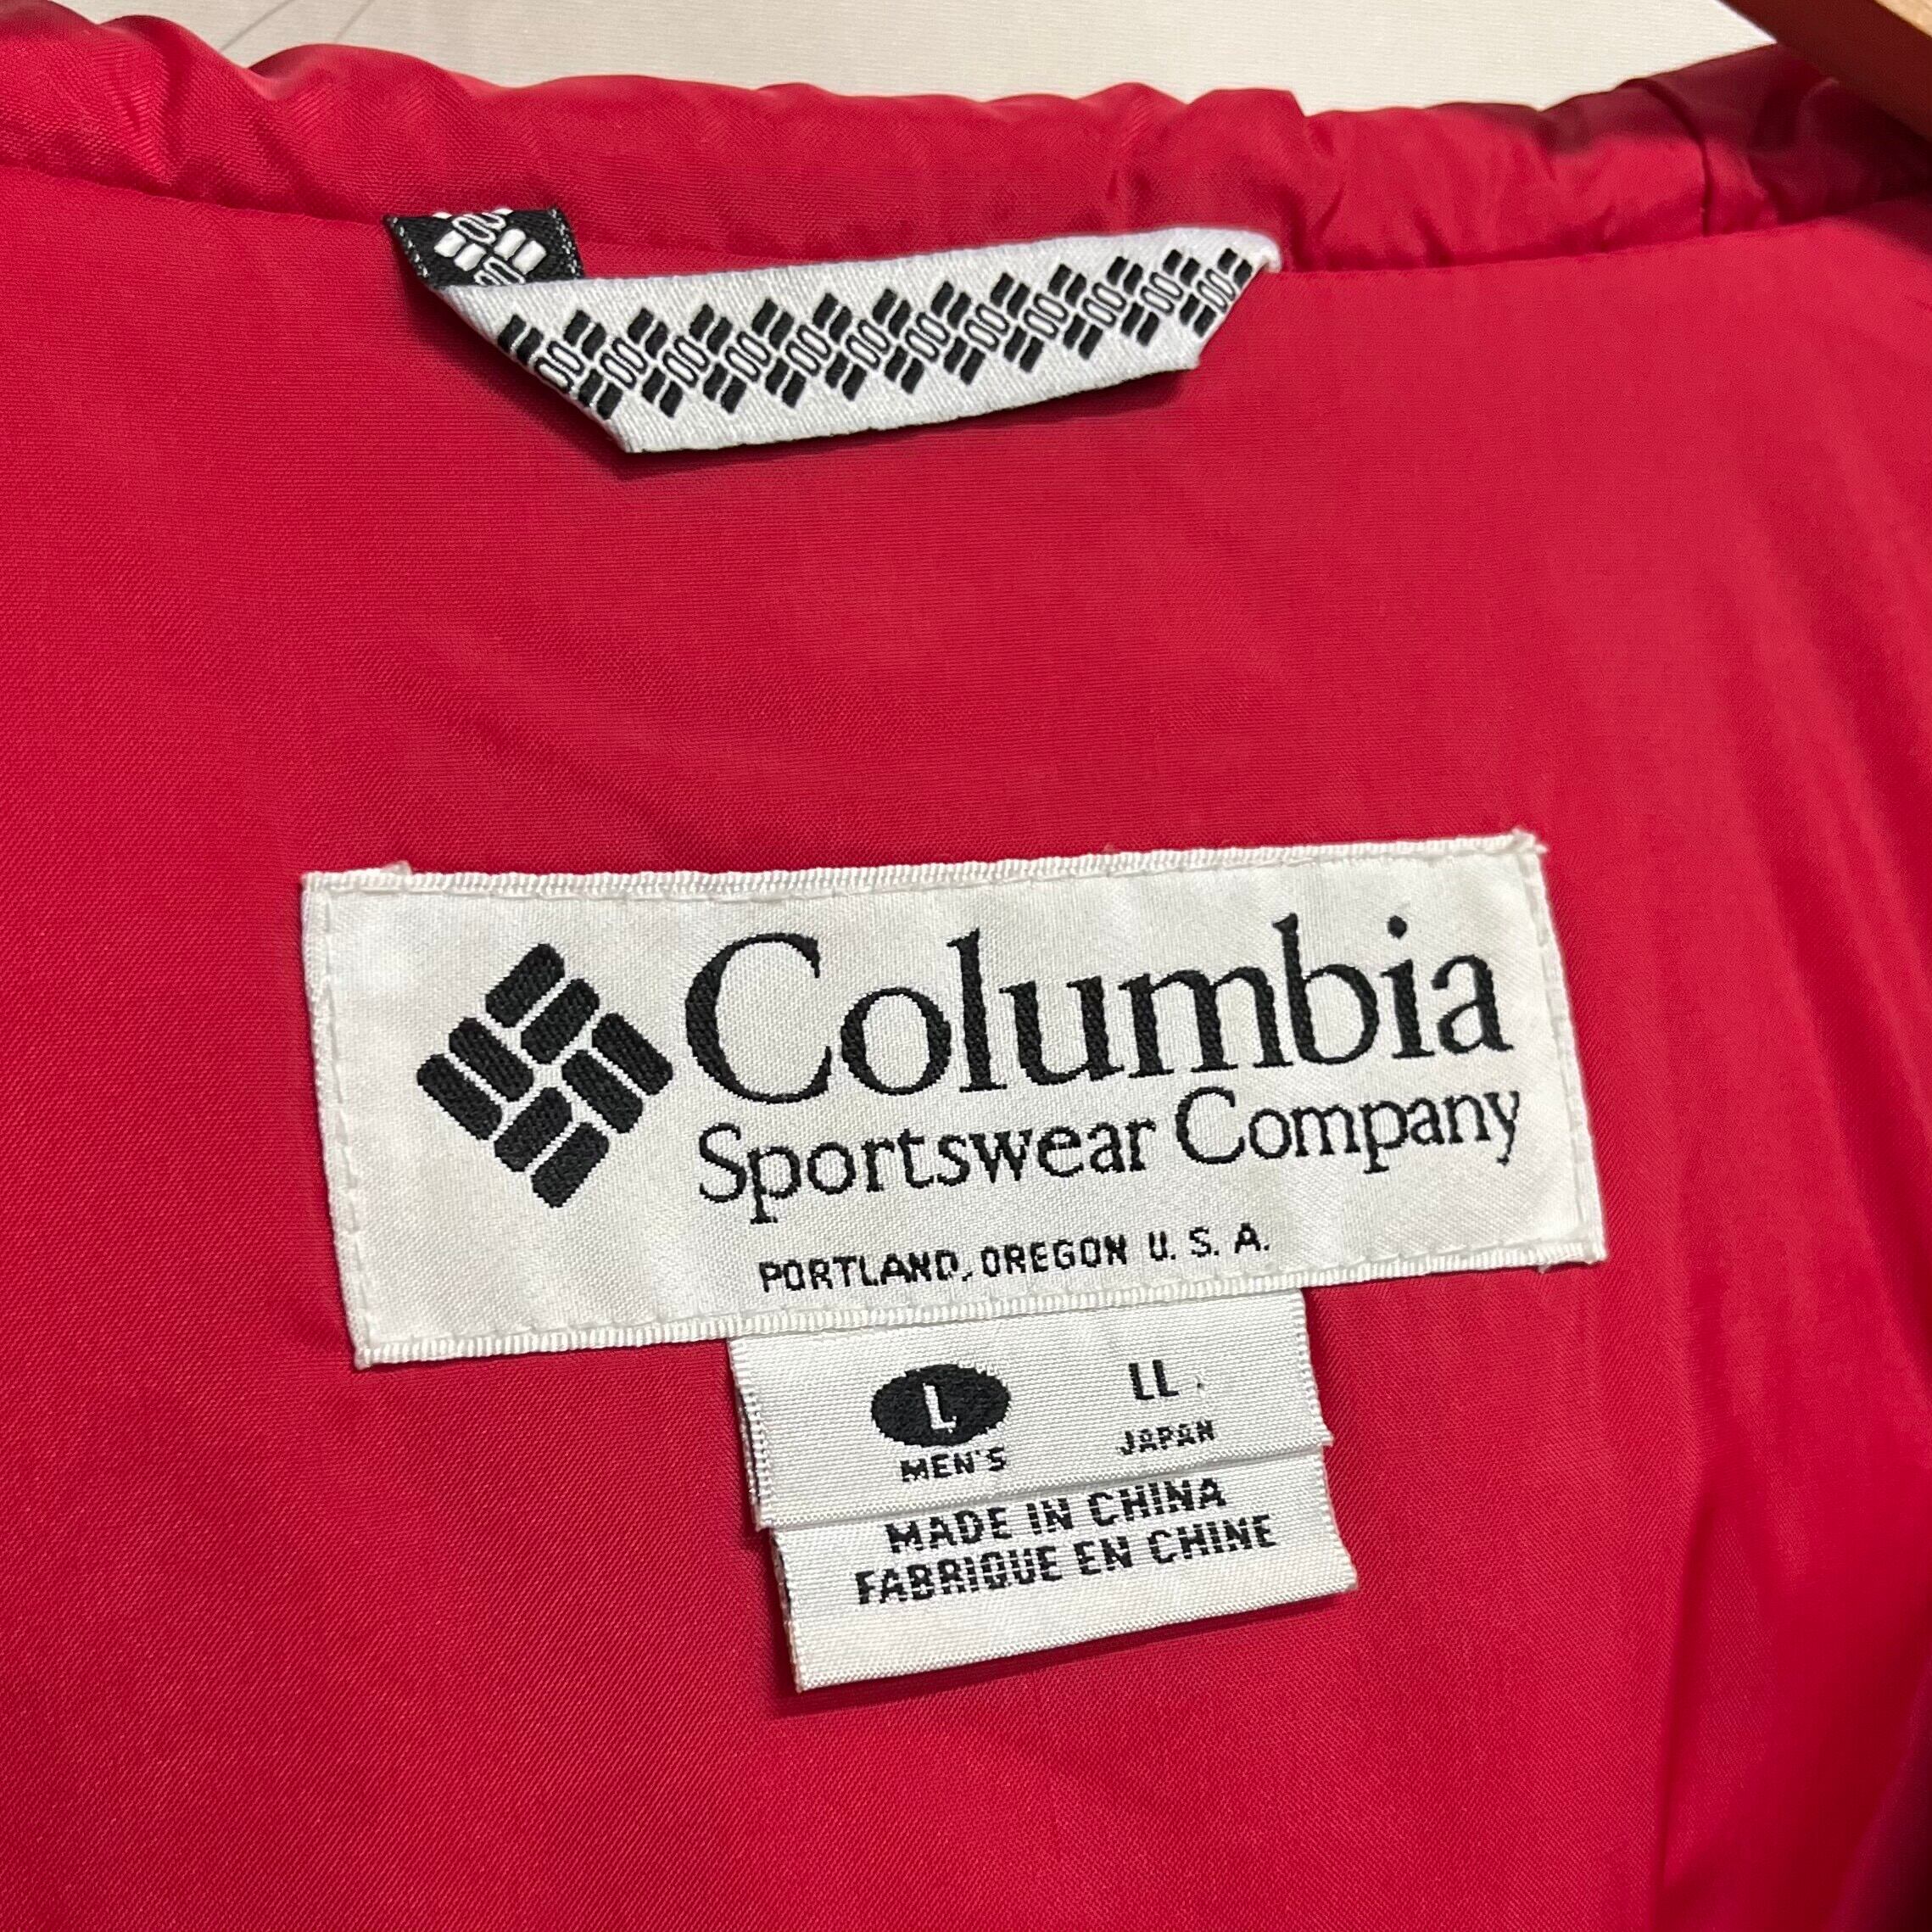 Columbia
Sportswear Company
PORTLAND, OREGON U. S. A.
L LL
MEN'S JAPAN
MADE IN CHINA
FABRIQUE EN CHINE